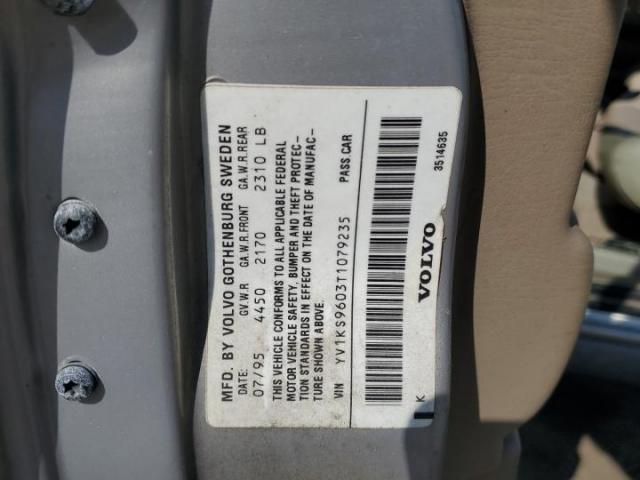 MFD. BY VOLVO GOTHENBURG SWEDEN
DATE: GV.W.R GA.W.R.FRONT GA.W.R.REAR
07/95 4450 2170 2310 LB
THIS VEHICLE CONFORMS TO ALL APPLICABLE FEDERAL
MOTOR VEHICLE SAFETY, BUMPER AND THEFT PROTEC-
TION STANDARDS IN EFFECT ON THE DATE OF MANUFAC-
TURE SHOWN ABOVE.
VIN YV1KS9603T1079235 PASS.CAR
K VOLVO 3514635